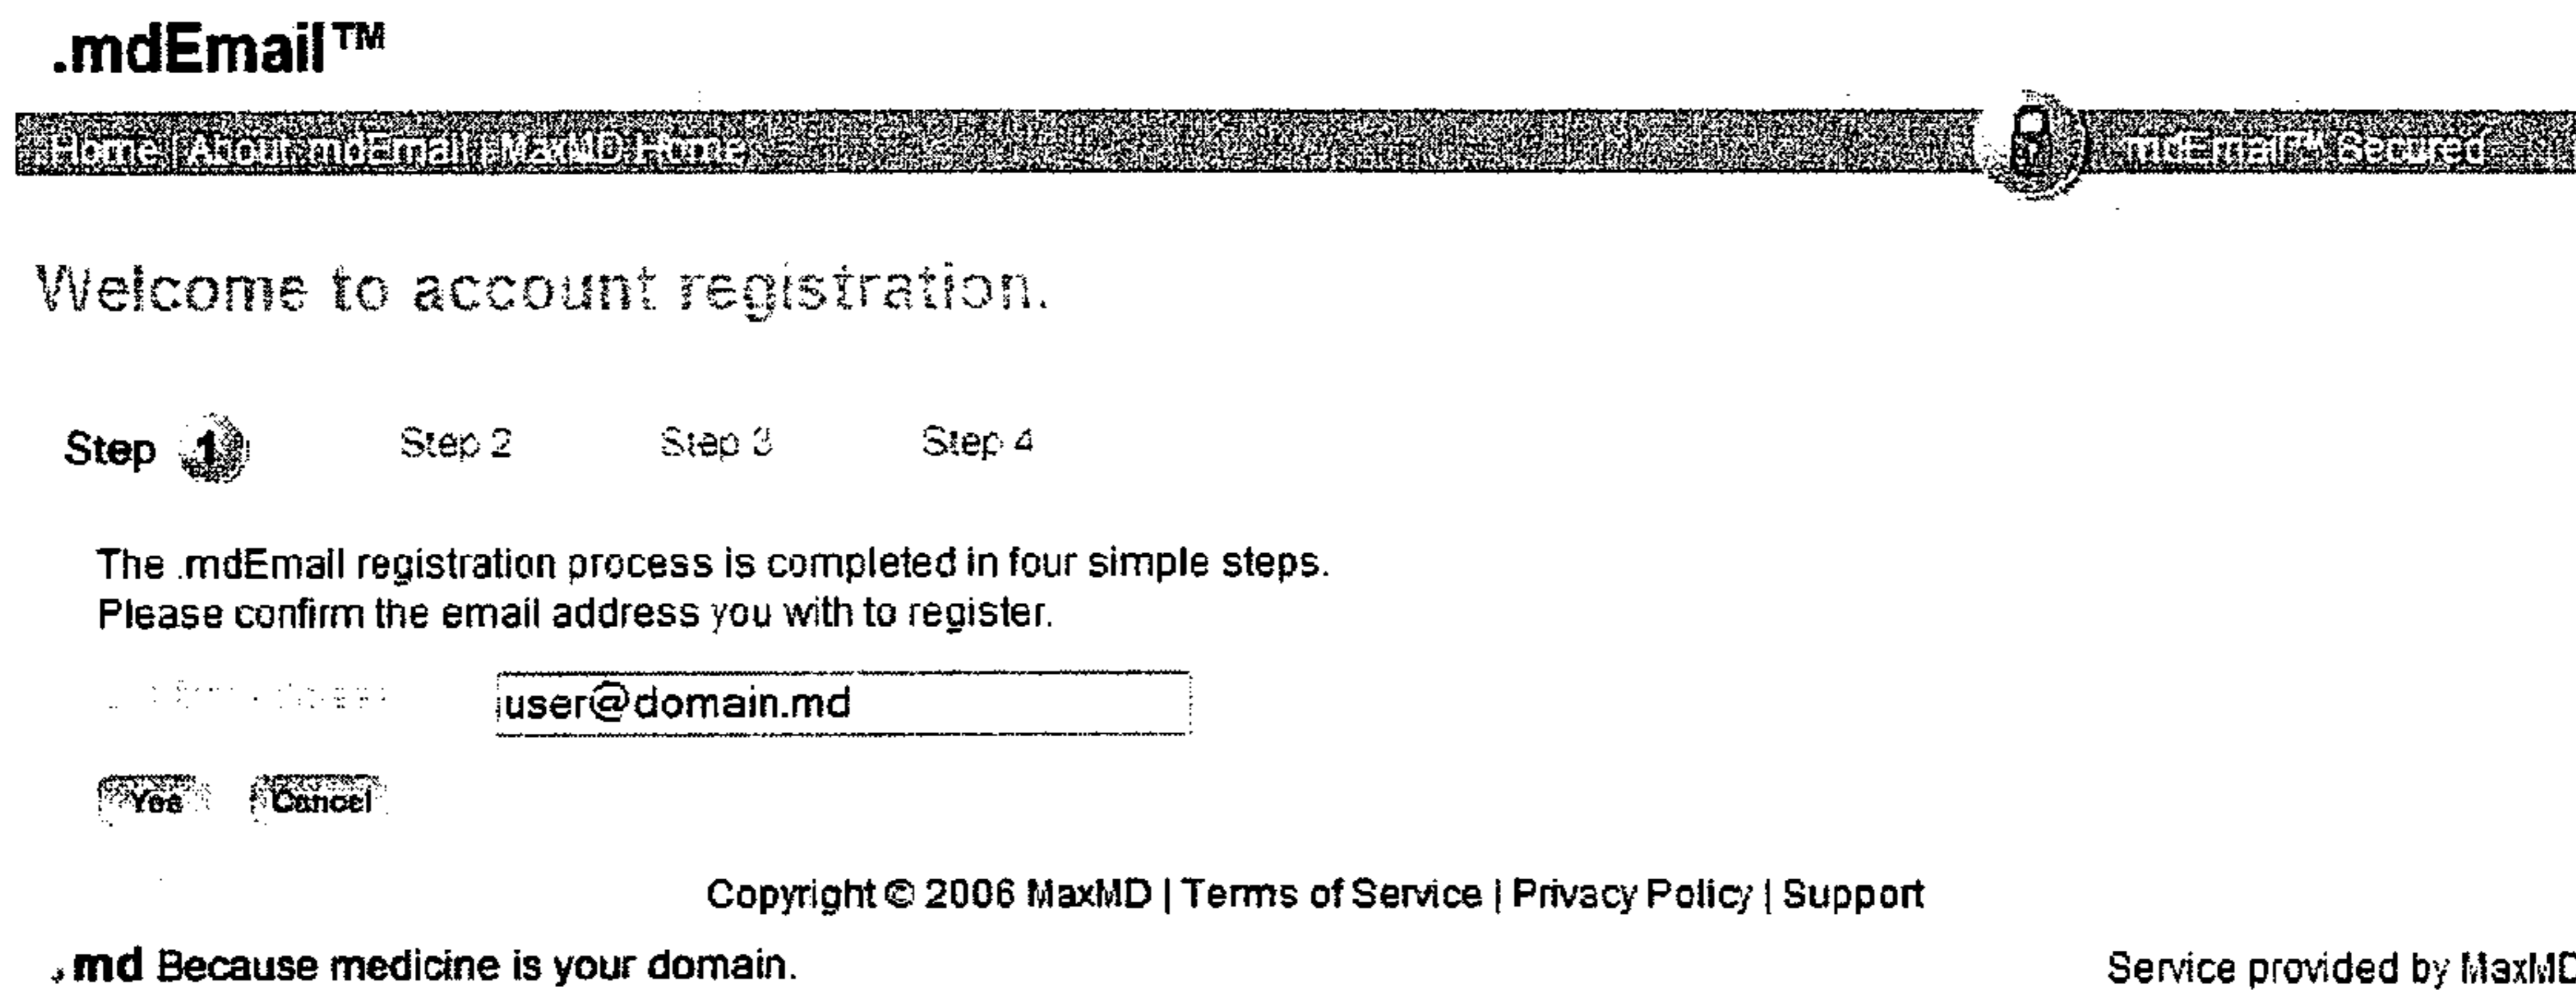 .mdEmail™
Home | About .mdEmail | MaxMD Home
.mdEmail™ Secured
Welcome to account registration.
Step 1 Step 2 Step 3 Step 4
The .mdEmail registration process is completed in four simple steps.
Please confirm the email address you with to register.
user@domain.md
Yes Cancel
Copyright © 2006 MaxMD | Terms of Service | Privacy Policy | Support
.md Because medicine is your domain.
Service provided by MaxMD